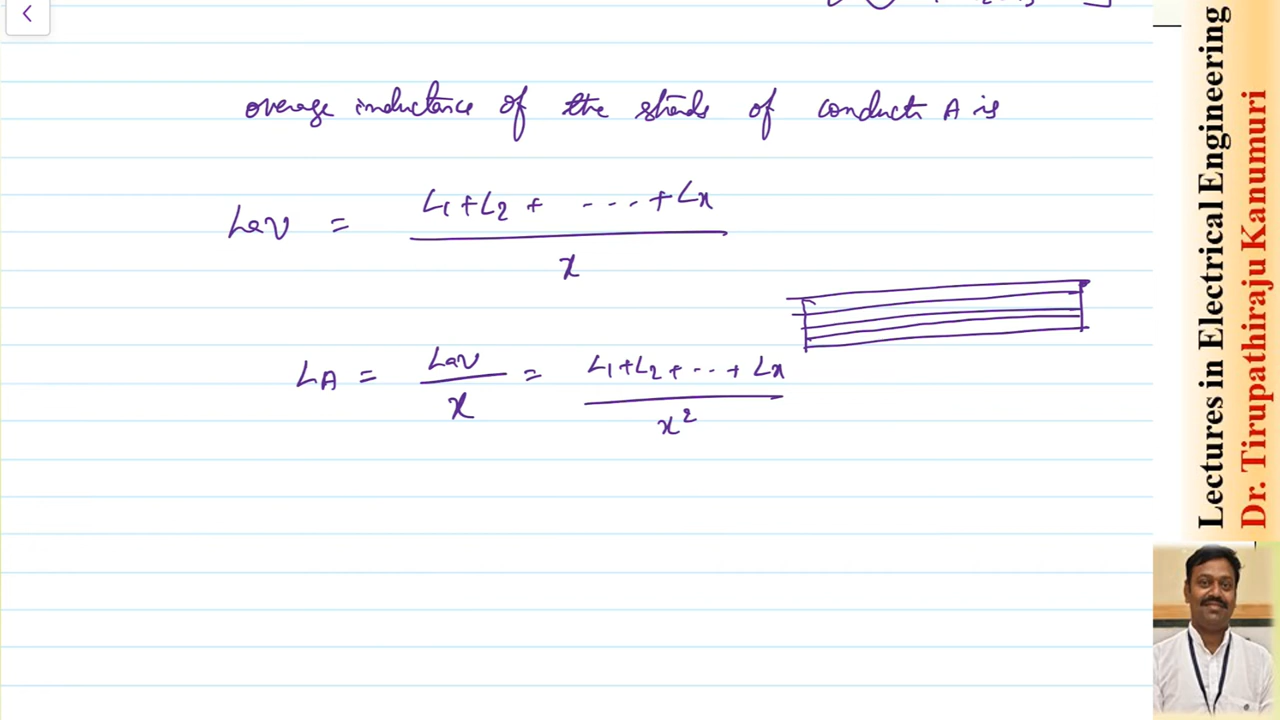 average inductance of the strands of conduct A is
Lav = L1+L2 + ---- +Lx
x
LA = Lav = L1+L2 +--+ Lx
x x²
Lectures in Electrical Engineering
Dr. Tirupathiraju Kanumuri